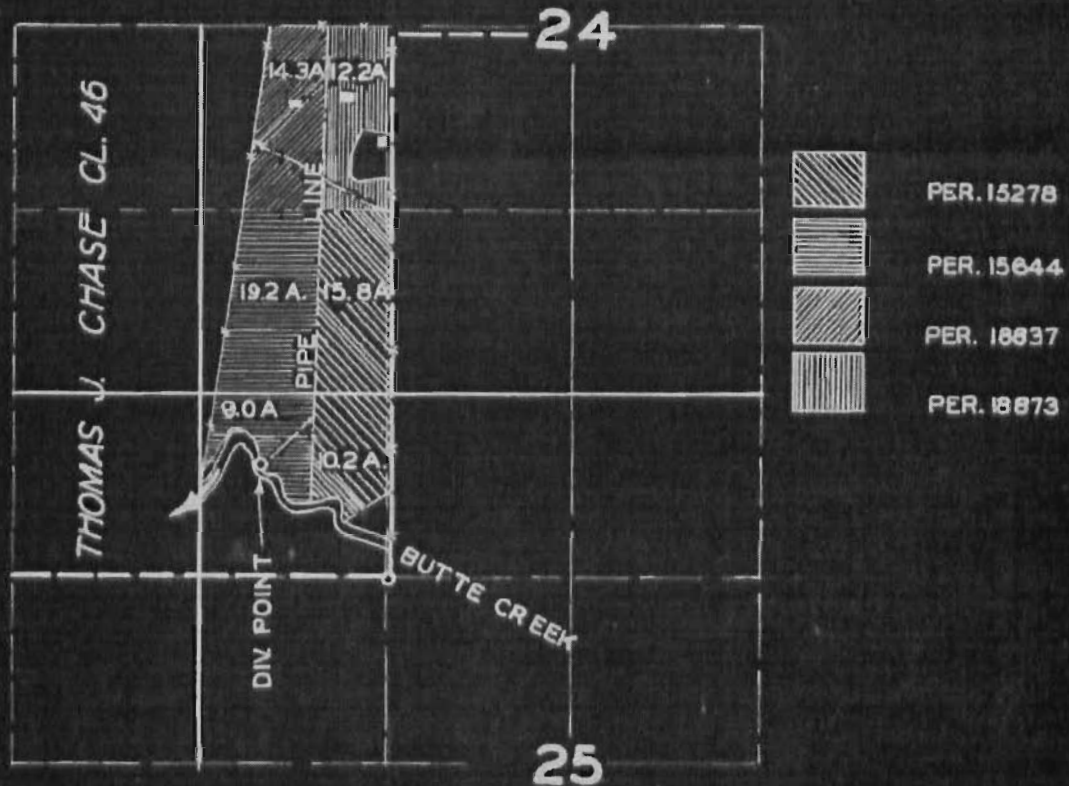 24
14.3A
12.2A
THOMAS J. CHASE CL. 46
PIPE LINE
19.2 A.
15.8A
9.0 A
10.2 A.
DIV. POINT
BUTTE CREEK
25
PER. 15278
PER. 15644
PER. 18837
PER. 18873